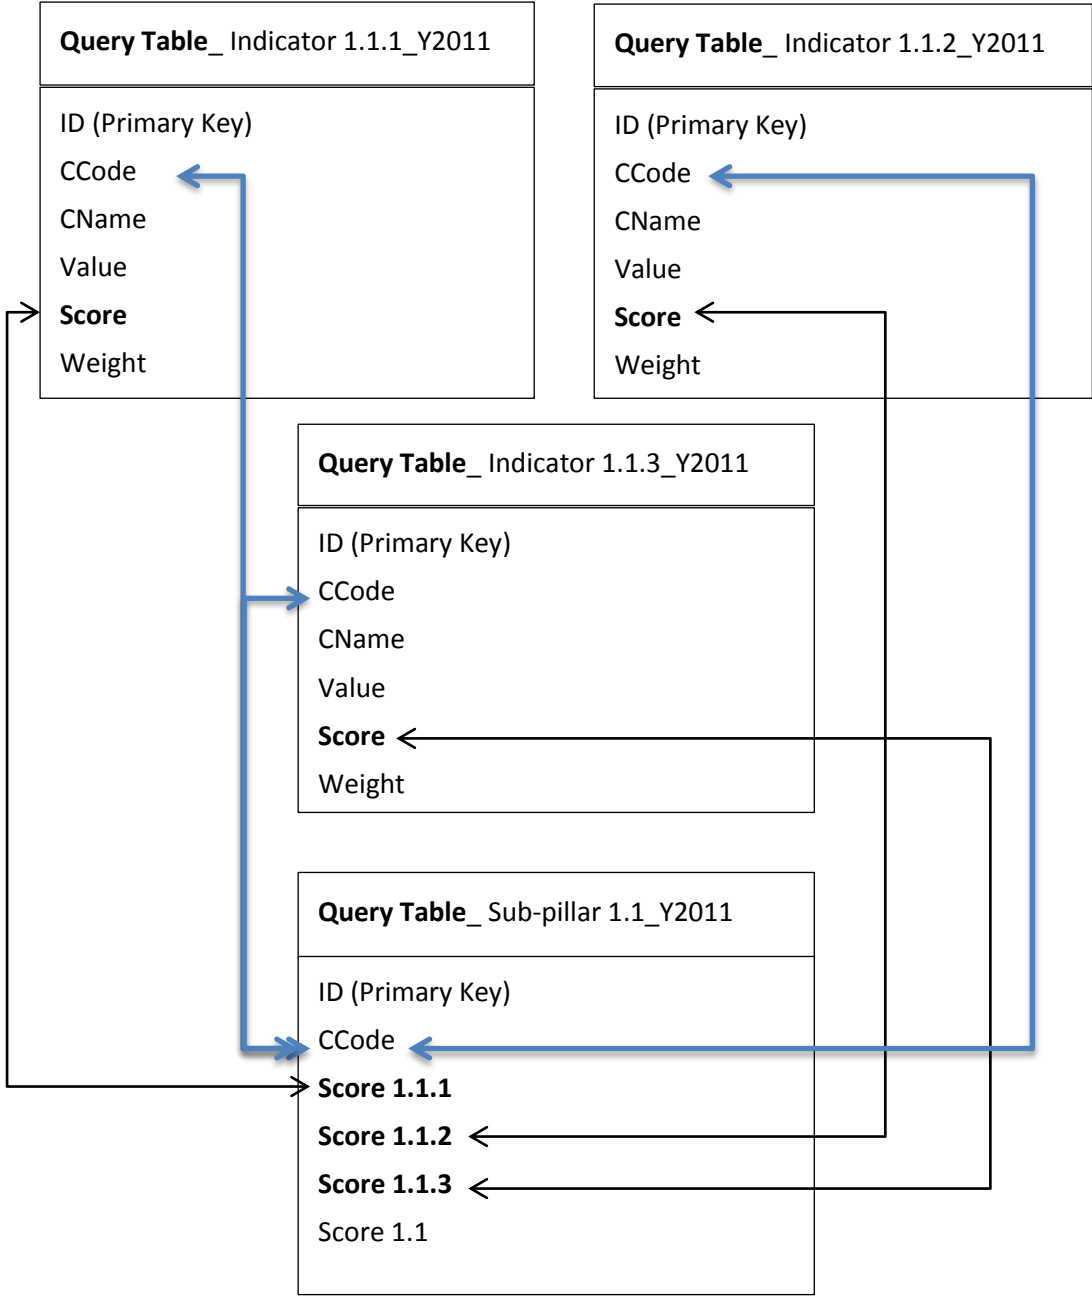 Query Table_ Indicator 1.1.1_Y2011
ID (Primary Key)
CCode
CName
Value
Score
Weight
Query Table_ Indicator 1.1.2_Y2011
ID (Primary Key)
CCode
CName
Value
Score
Weight
Query Table_ Indicator 1.1.3_Y2011
ID (Primary Key)
CCode
CName
Value
Score
Weight
Query Table_ Sub-pillar 1.1_Y2011
ID (Primary Key)
CCode
Score 1.1.1
Score 1.1.2
Score 1.1.3
Score 1.1